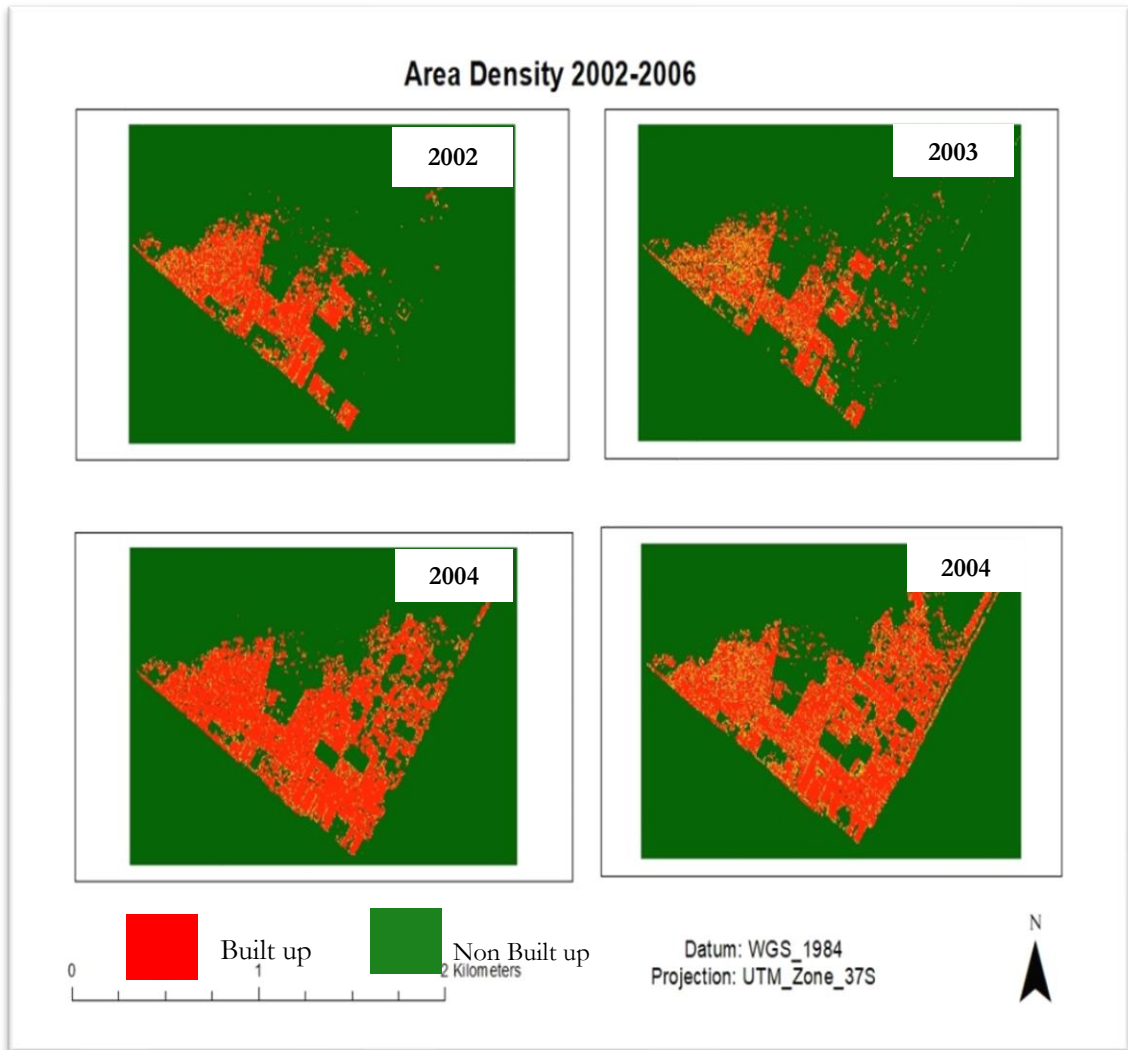 Area Density 2002-2006
2002
2003
2004
2004
Built up
Non Built up
0
1
2 Kilometers
Datum: WGS_1984
Projection: UTM_Zone_37S
N